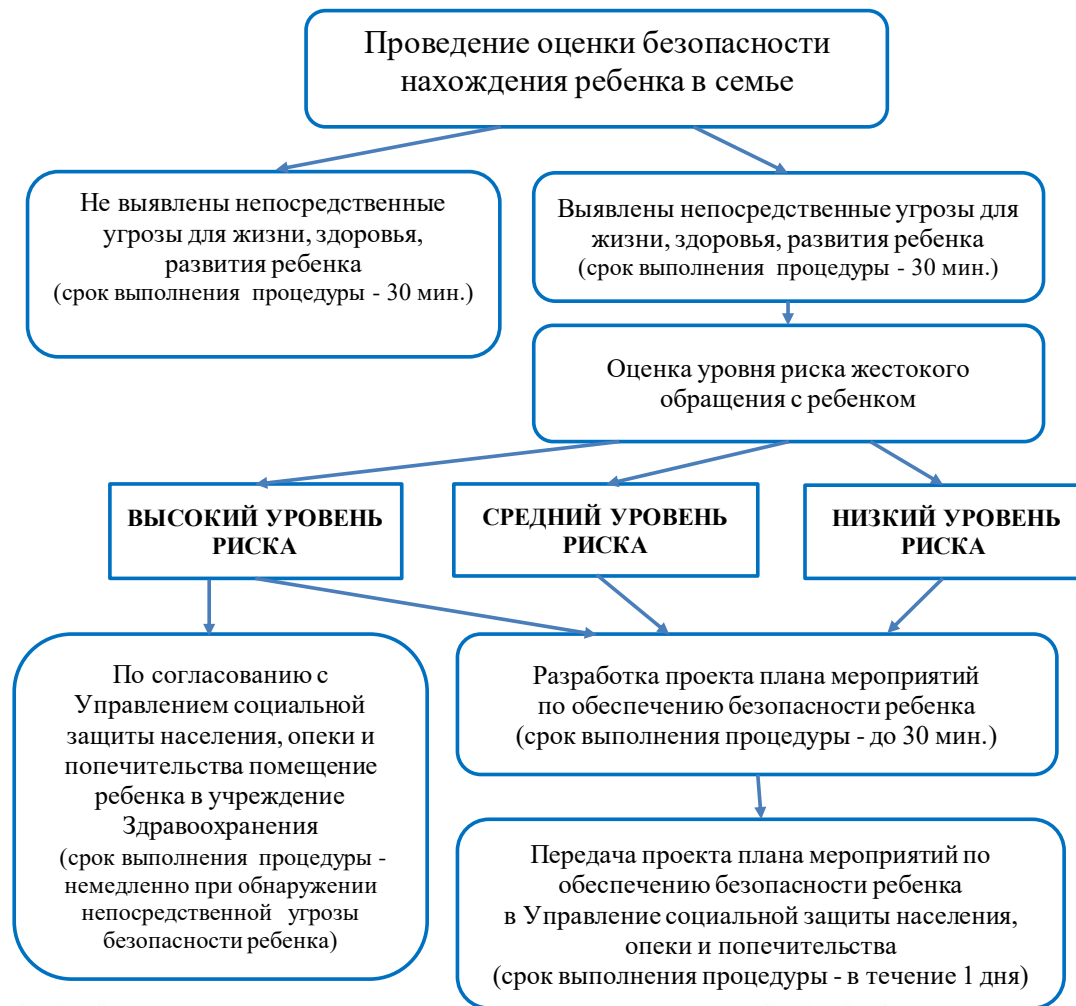 Проведение оценки безопасности
нахождения ребенка в семье
Не выявлены непосредственные
угрозы для жизни, здоровья,
развития ребенка
(срок выполнения процедуры - 30 мин.)
Выявлены непосредственные угрозы для
жизни, здоровья, развития ребенка
(срок выполнения процедуры - 30 мин.)
Оценка уровня риска жестокого
обращения с ребенком
ВЫСОКИЙ УРОВЕНЬ
РИСКА
СРЕДНИЙ УРОВЕНЬ
РИСКА
НИЗКИЙ УРОВЕНЬ
РИСКА
По согласованию с
Управлением социальной
защиты населения, опеки и
попечительства помещение
ребенка в учреждение
Здравоохранения
(срок выполнения процедуры -
немедленно при обнаружении
непосредственной угрозы
безопасности ребенка)
Разработка проекта плана мероприятий
по обеспечению безопасности ребенка
(срок выполнения процедуры - до 30 мин.)
Передача проекта плана мероприятий по
обеспечению безопасности ребенка
в Управление социальной защиты населения,
опеки и попечительства
(срок выполнения процедуры - в течение 1 дня)